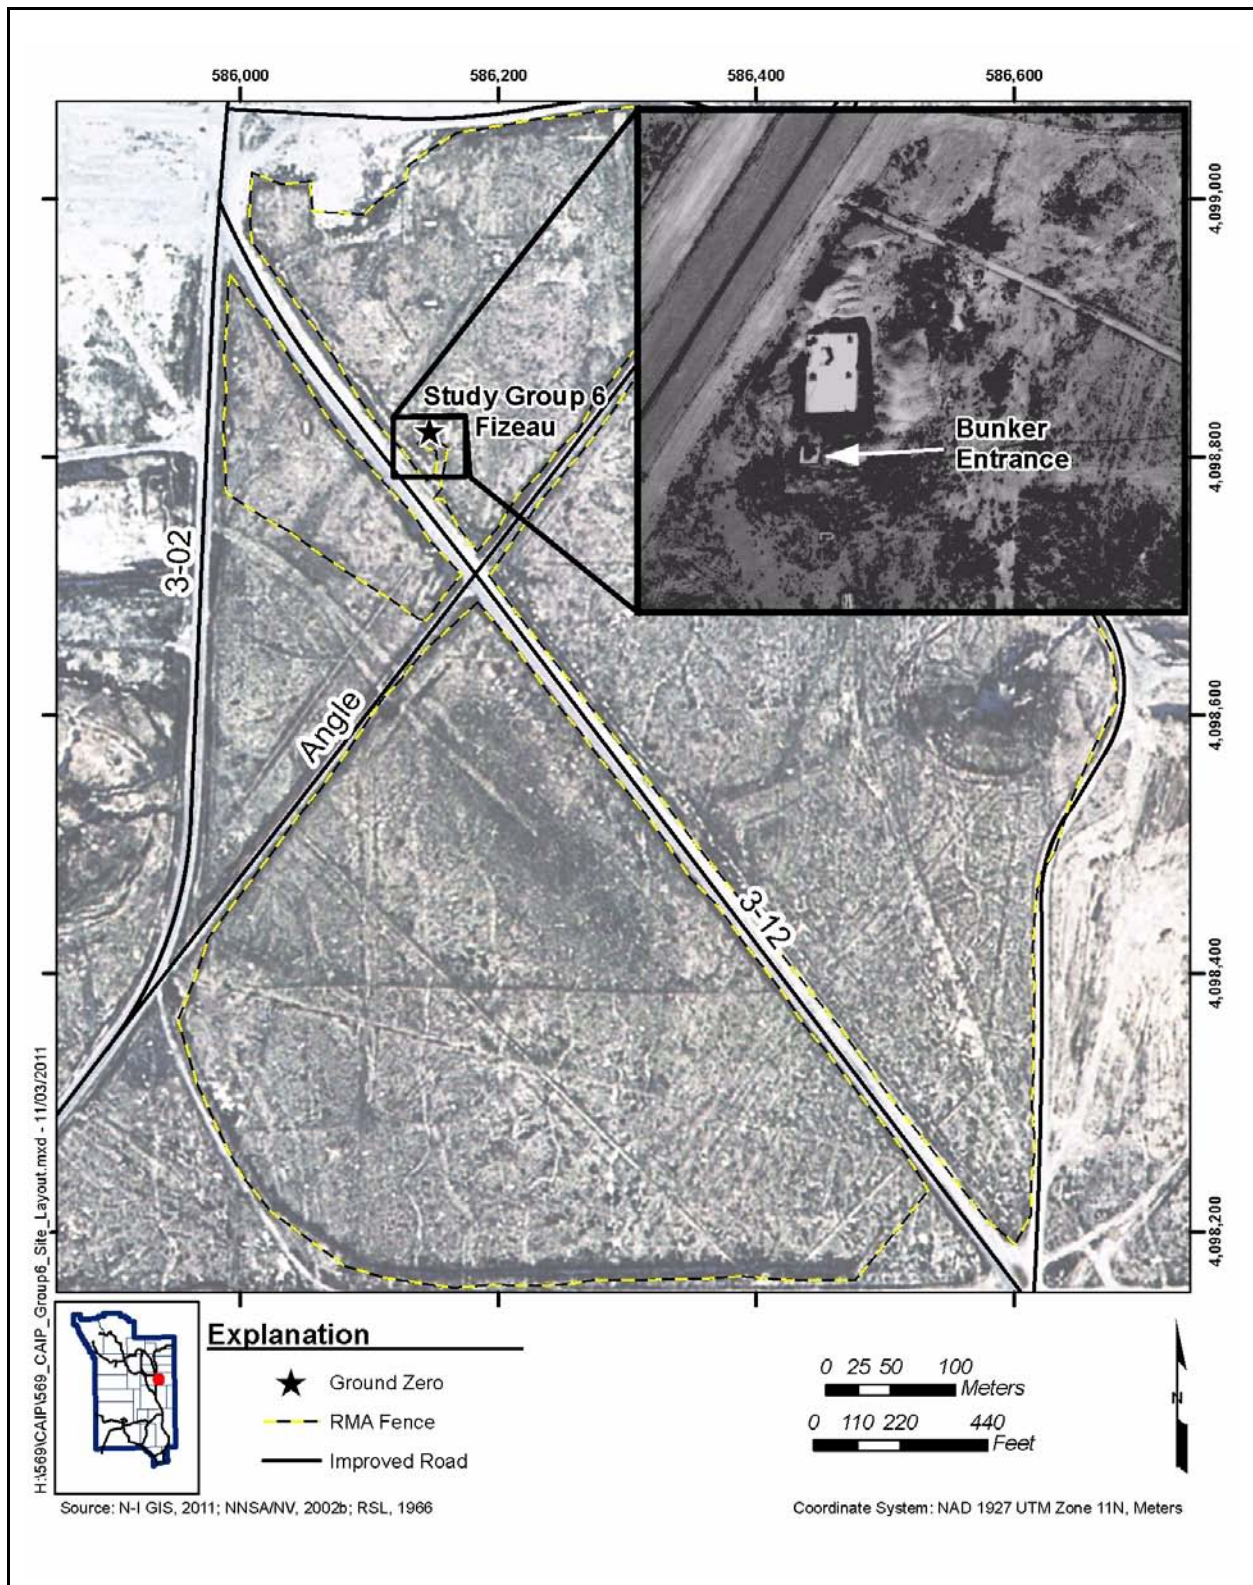 586,000
586,200
586,400
586,600
4,099,000
Study Group 6
Fizeau
Bunker
Entrance
4,098,800
3-02
Angle
4,098,600
3-12
4,098,400
4,098,200
H:\569\CAIP\569_CAIP_Group6_Site_Layout.mxd - 11/03/2011
Explanation
Ground Zero
RMA Fence
Improved Road
0 25 50 100
Meters
0 110 220 440
Feet
N
Source: N-I GIS, 2011; NNSA/NV, 2002b; RSL, 1966
Coordinate System: NAD 1927 UTM Zone 11N, Meters